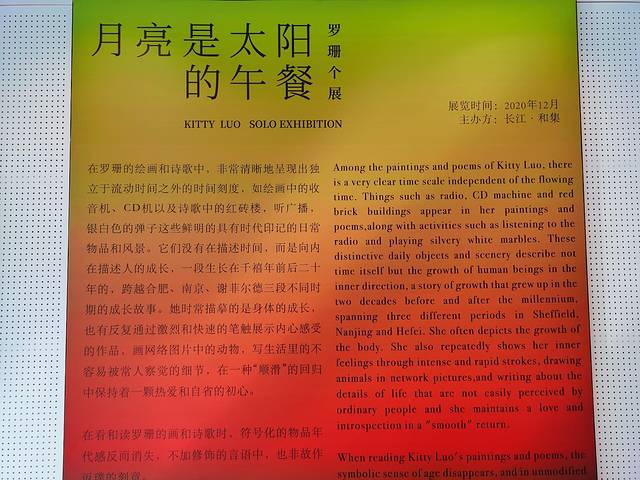 月亮是太阳
的午餐
罗珊个展
KITTY LUO SOLO EXHIBITION
展览时间：2020年12月
主办方：长江·和集
在罗珊的绘画和诗歌中，非常清晰地呈现出独
立于流动时间之外的时间刻度，如绘画中的收
音机、CD机以及诗歌中的红砖楼，听广播，
银白色的弹子这些鲜明的具有时代印记的日常
物品和风景。它们没有在描述时间，而是向内
在描述人的成长，一段生长在千禧年前后二十
年的，跨越合肥、南京、谢菲尔德三段不同时
期的成长故事。她时常描摹的是身体的成长，
也有反复通过激烈和快速的笔触展示内心感受
的作品，画网络图片中的动物，写生活里的不
容易被常人察觉的细节，在一种“顺滑”的回归
中保持着一颗热爱和自省的初心。
在看和读罗珊的画和诗歌时，符号化的物品年
代感反而消失，不加修饰的言语中，也非故作
Among the paintings and poems of Kitty Luo, there
is a very clear time scale independent of the flowing
time. Things such as radio, CD machine and red
brick buildings appear in her paintings and
poems,along with activities such as listening to the
radio and playing silvery white marbles. These
distinctive daily objects and scenery describe not
time itself but the growth of human beings in the
inner direction, a story of growth that grew up in the
two decades before and after the millennium,
spanning three different periods in Sheffield,
Nanjing and Hefei. She often depicts the growth of
the body. She also repeatedly shows her inner
feelings through intense and rapid strokes, drawing
animals in network pictures,and writing about the
details of life that are not easily perceived by
ordinary people and she maintains a love and
introspection in a "smooth" return.
When reading Kitty Luo's paintings and poems, the
symbolic sense of age disappears, and in unmodified